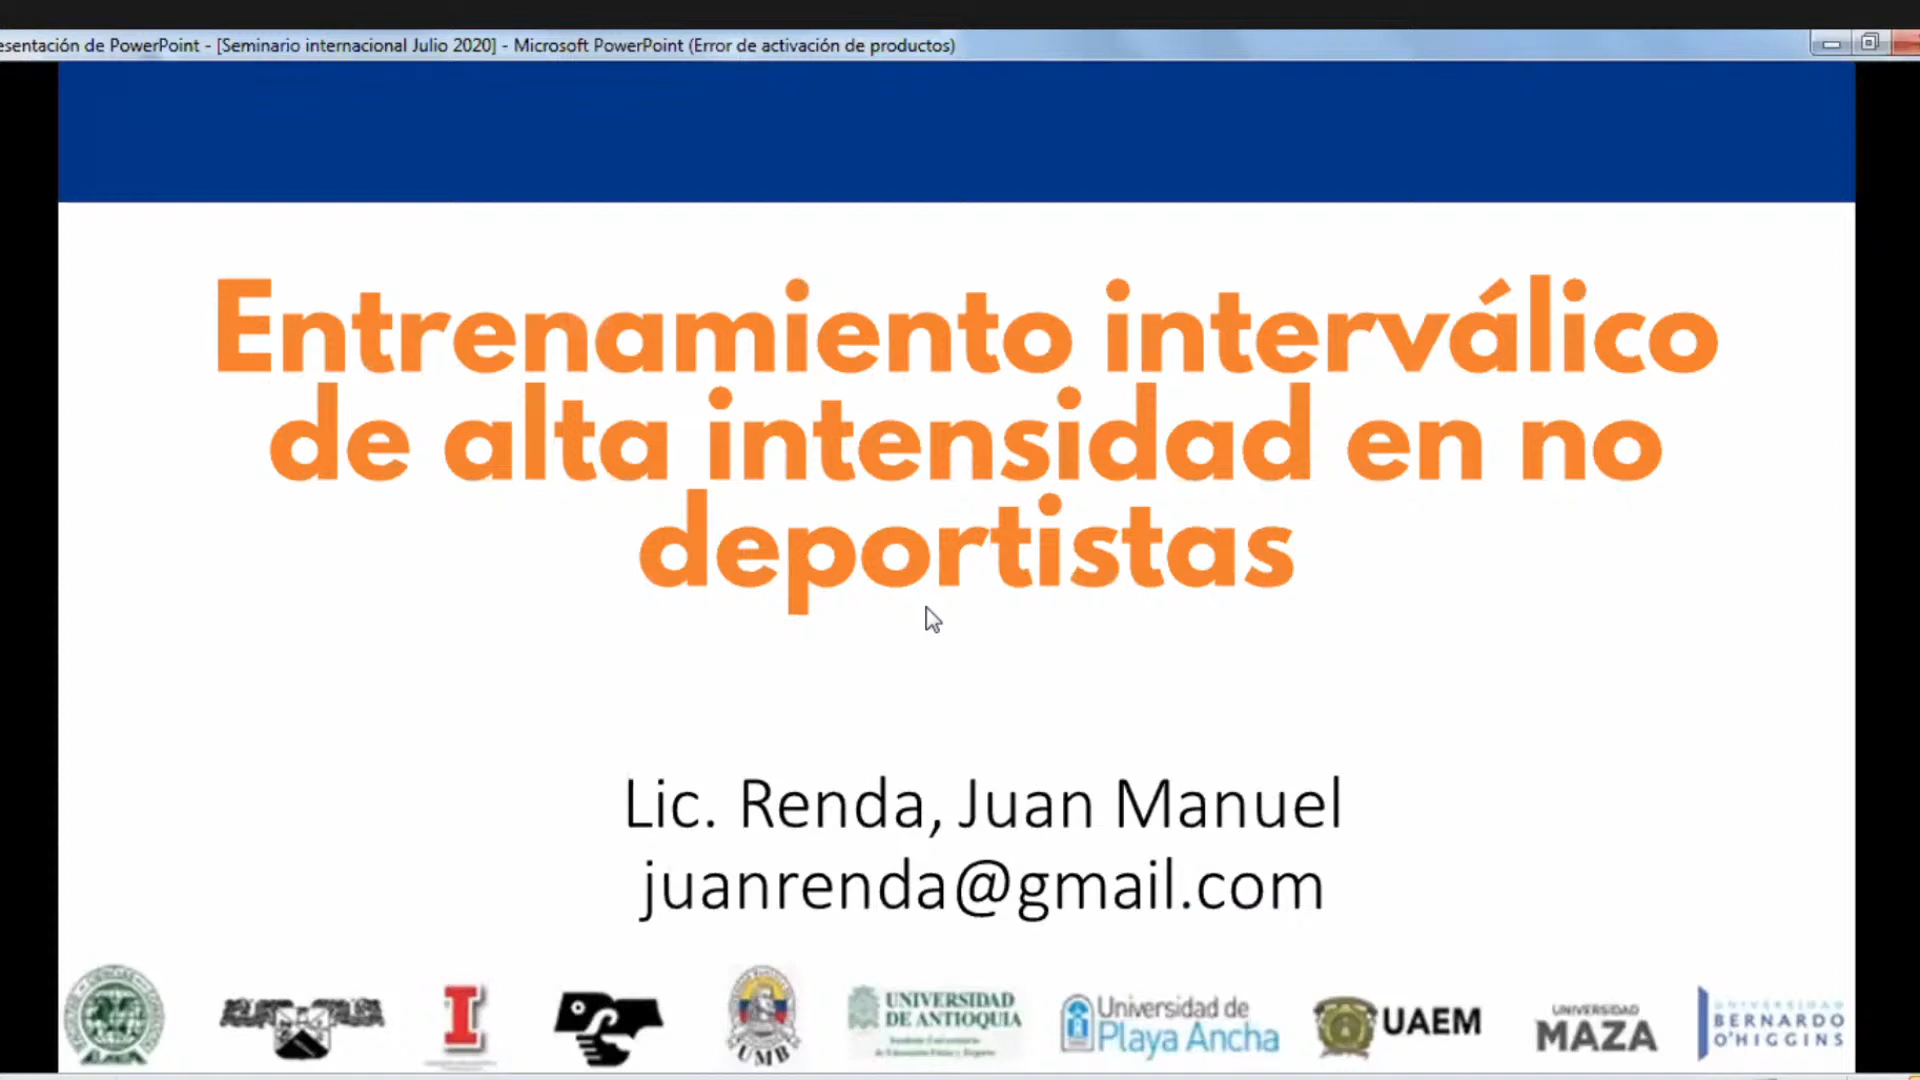 esentación de PowerPoint - [Seminario internacional Julio 2020] - Microsoft PowerPoint (Error de activación de productos)
Entrenamiento interválico
de alta intensidad en no
deportistas
Lic. Renda, Juan Manuel
juanrenda@gmail.com
UMB
UNIVERSIDAD
DE ANTIOQUIA
Universidad de
Playa Ancha
UAEM
UNIVERSIDAD
MAZA
UNIVERSIDAD
BERNARDO
O'HIGGINS